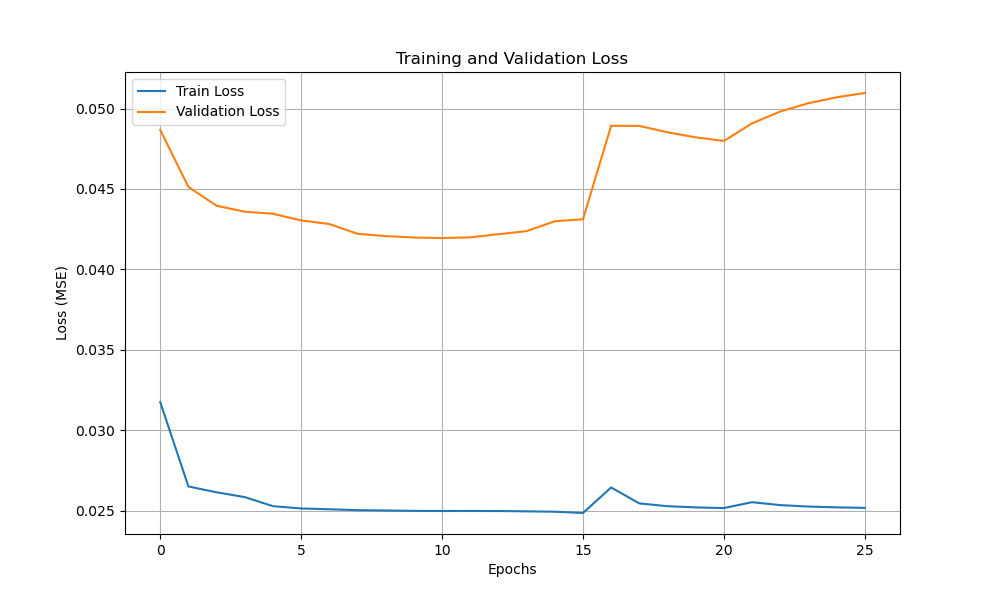 Training and Validation Loss
Train Loss
Validation Loss
0.050
0.045
0.040
0.035
0.030
0.025
Loss (MSE)
0 5 10 15 20 25
Epochs